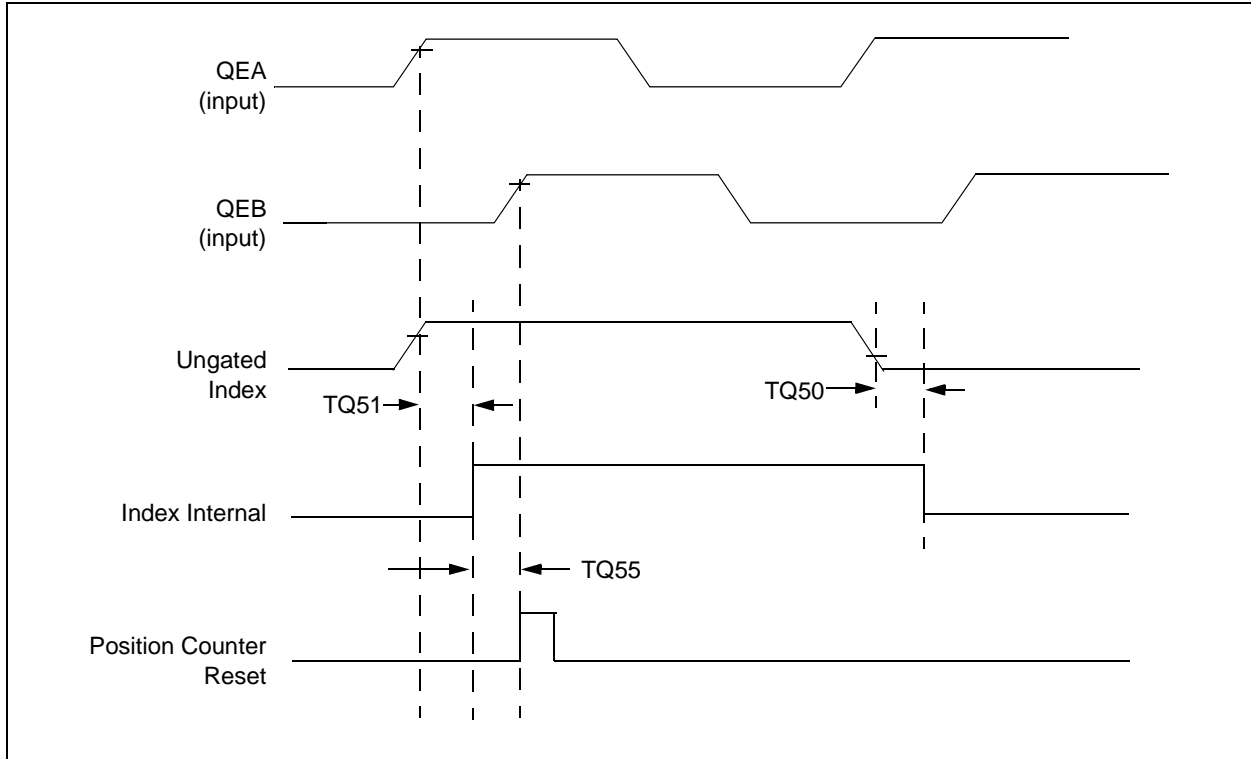 QEA
(input)
QEB
(input)
Ungated
Index
TQ51
TQ50
Index Internal
TQ55
Position Counter
Reset